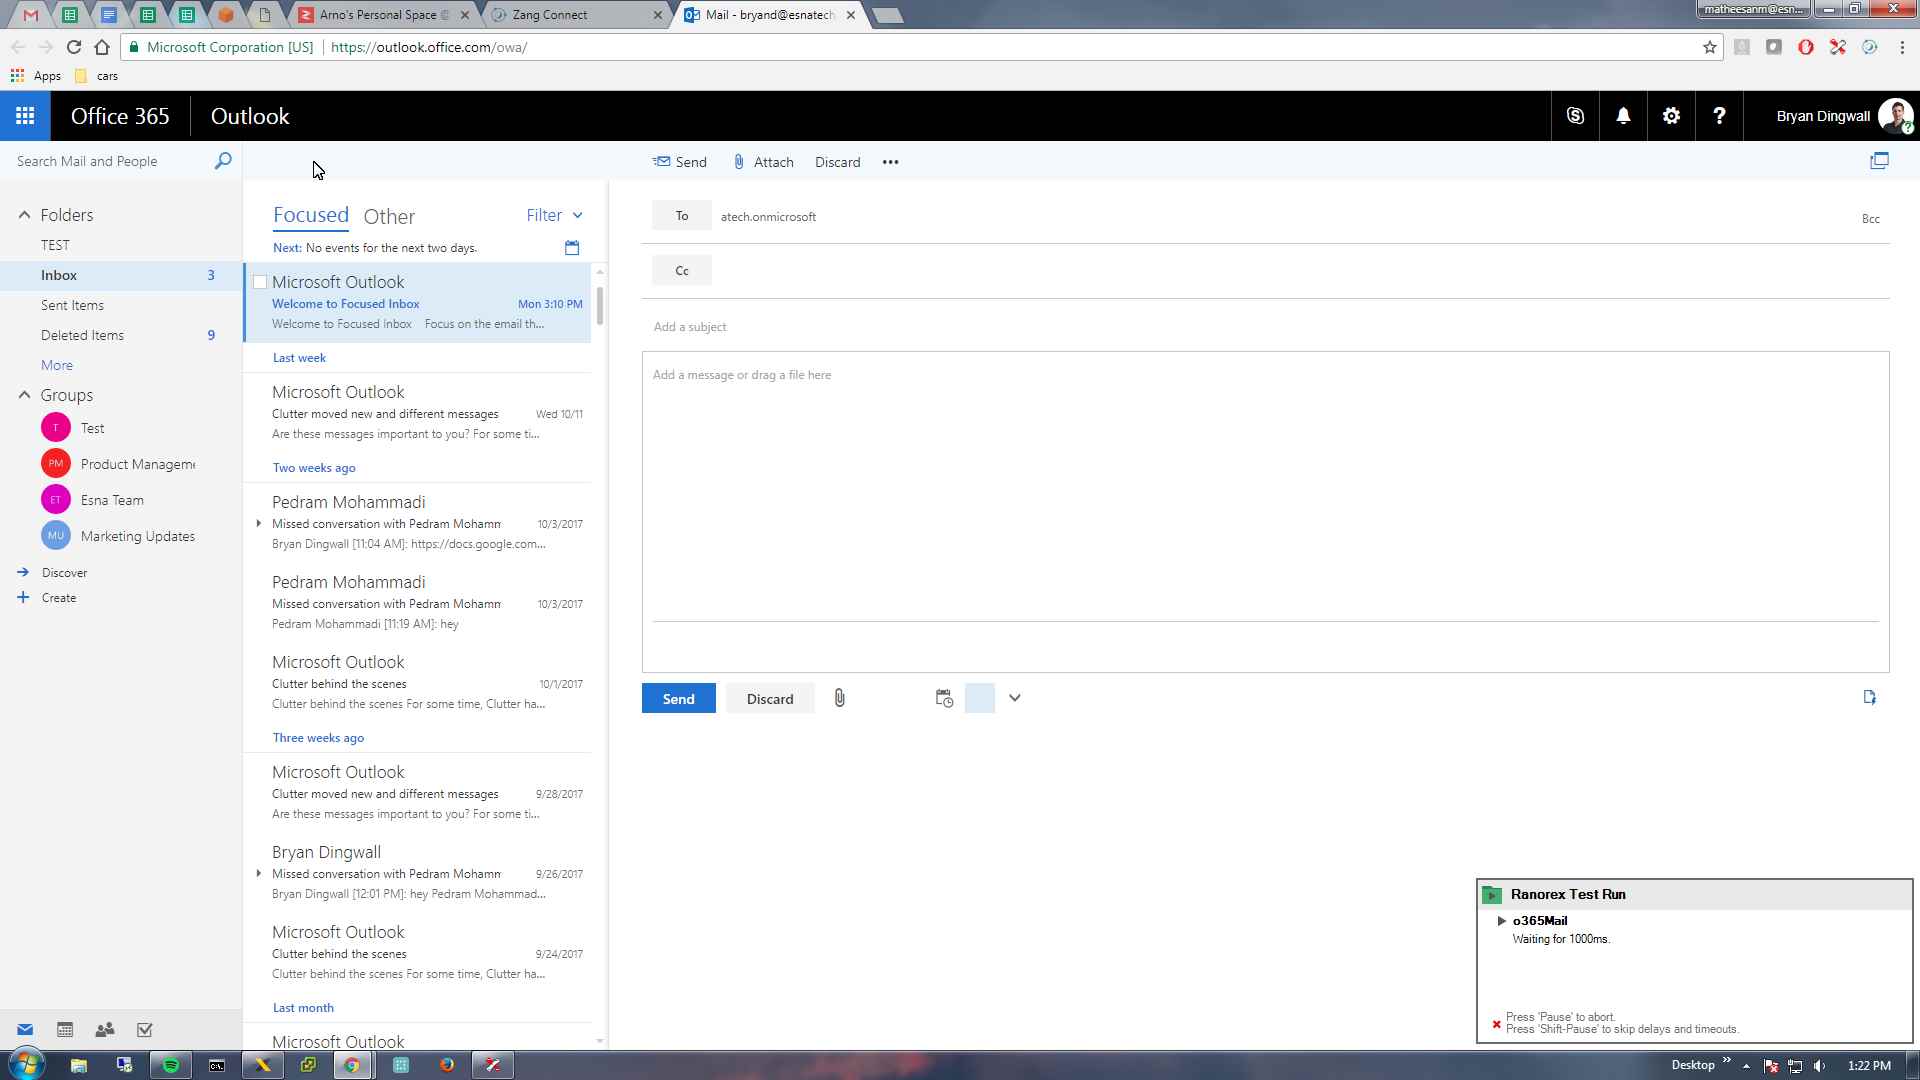 Arno's Personal Space @
Zang Connect
Mail - bryand@esnatech.
matheesanm@esn...
Microsoft Corporation [US]
https://outlook.office.com/owa/
Apps
cars
Office 365
Outlook
Bryan Dingwall
Search Mail and People
Send
Attach
Discard
Folders
TEST
Inbox 3
Sent Items
Deleted Items 9
More
Groups
T Test
PM Product Managem
ET Esna Team
MU Marketing Updates
Discover
Create
Focused
Other
Filter
Next: No events for the next two days.
Microsoft Outlook
Welcome to Focused Inbox Mon 3:10 PM
Welcome to Focused Inbox Focus on the email th...
Last week
Microsoft Outlook
Clutter moved new and different messages Wed 10/11
Are these messages important to you? For some ti...
Two weeks ago
Pedram Mohammadi
Missed conversation with Pedram Mohamm 10/3/2017
Bryan Dingwall [11:04 AM]: https://docs.google.com...
Pedram Mohammadi
Missed conversation with Pedram Mohamm 10/3/2017
Pedram Mohammadi [11:19 AM]: hey
Microsoft Outlook
Clutter behind the scenes 10/1/2017
Clutter behind the scenes For some time, Clutter ha...
Three weeks ago
Microsoft Outlook
Clutter moved new and different messages 9/28/2017
Are these messages important to you? For some ti...
Bryan Dingwall
Missed conversation with Pedram Mohamm 9/26/2017
Bryan Dingwall [12:01 PM]: hey Pedram Mohammad...
Microsoft Outlook
Clutter behind the scenes 9/24/2017
Clutter behind the scenes For some time, Clutter ha...
Last month
Microsoft Outlook
To
atech.onmicrosoft
Bcc
Cc
Add a subject
Add a message or drag a file here
Send
Discard
Ranorex Test Run
o365Mail
Waiting for 1000ms.
Press 'Pause' to abort.
Press 'Shift-Pause' to skip delays and timeouts.
Desktop
1:22 PM